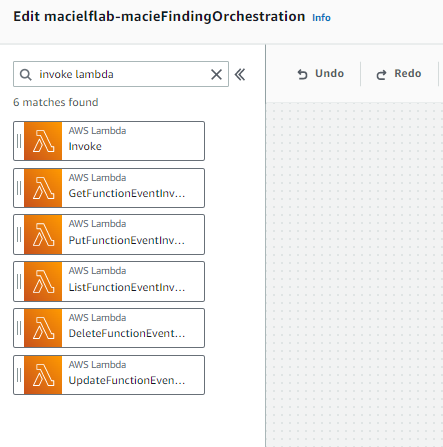 Edit macielflab-macieFindingOrchestration Info
invoke lambda
Undo
Redo
6 matches found
AWS Lambda
Invoke
AWS Lambda
GetFunctionEventInv...
AWS Lambda
PutFunctionEventInv...
AWS Lambda
ListFunctionEventInv...
AWS Lambda
DeleteFunctionEvent...
AWS Lambda
UpdateFunctionEven...